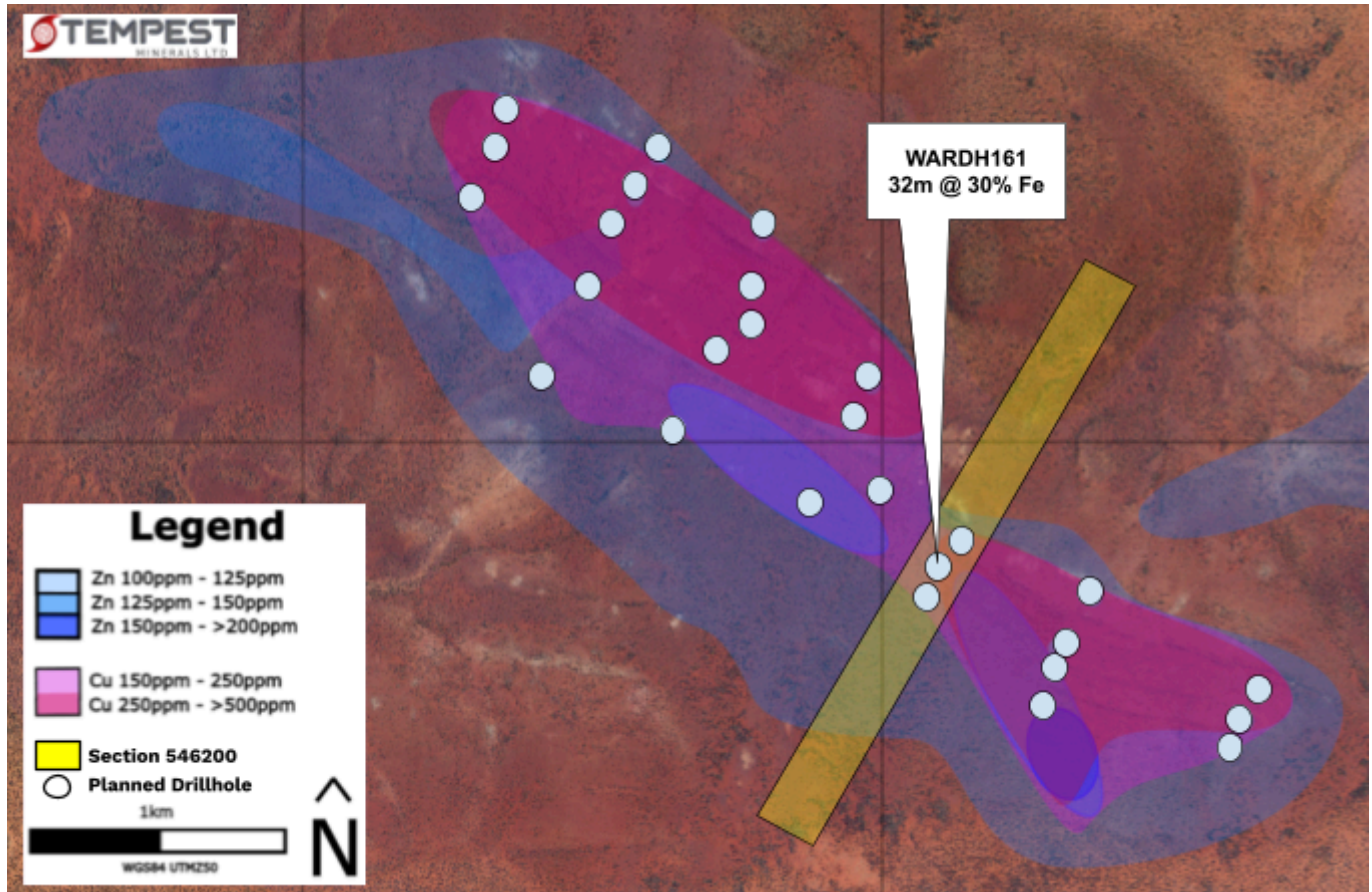 TEMPEST
MINERALS LTD
WARDH161
32m @ 30% Fe
Legend
Zn 100ppm - 125ppm
Zn 125ppm - 150ppm
Zn 150ppm - >200ppm
Cu 150ppm - 250ppm
Cu 250ppm - >500ppm
Section 546200
Planned Drillhole
1km
N
WGS84 UTMZ50